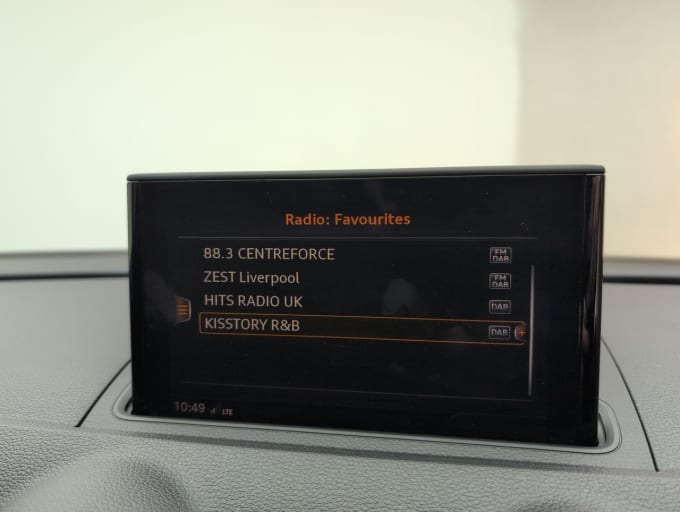 Radio: Favourites
88.3 CENTREFORCE FM DAB
ZEST Liverpool FM DAB
HITS RADIO UK DAB
KISSTORY R&B DAB
10:49 LTE